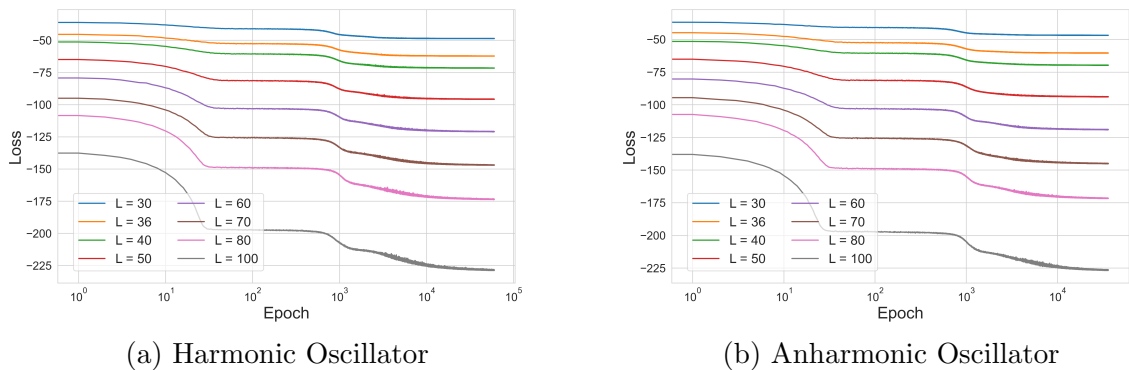 Loss
−50
−75
−100
−125
−150
−175
−200
−225
L = 30
L = 36
L = 40
L = 50
L = 60
L = 70
L = 80
L = 100
10^0
10^1
10^2
10^3
10^4
10^5
Epoch
(a) Harmonic Oscillator
Loss
−50
−75
−100
−125
−150
−175
−200
−225
L = 30
L = 36
L = 40
L = 50
L = 60
L = 70
L = 80
L = 100
10^0
10^1
10^2
10^3
10^4
Epoch
(b) Anharmonic Oscillator